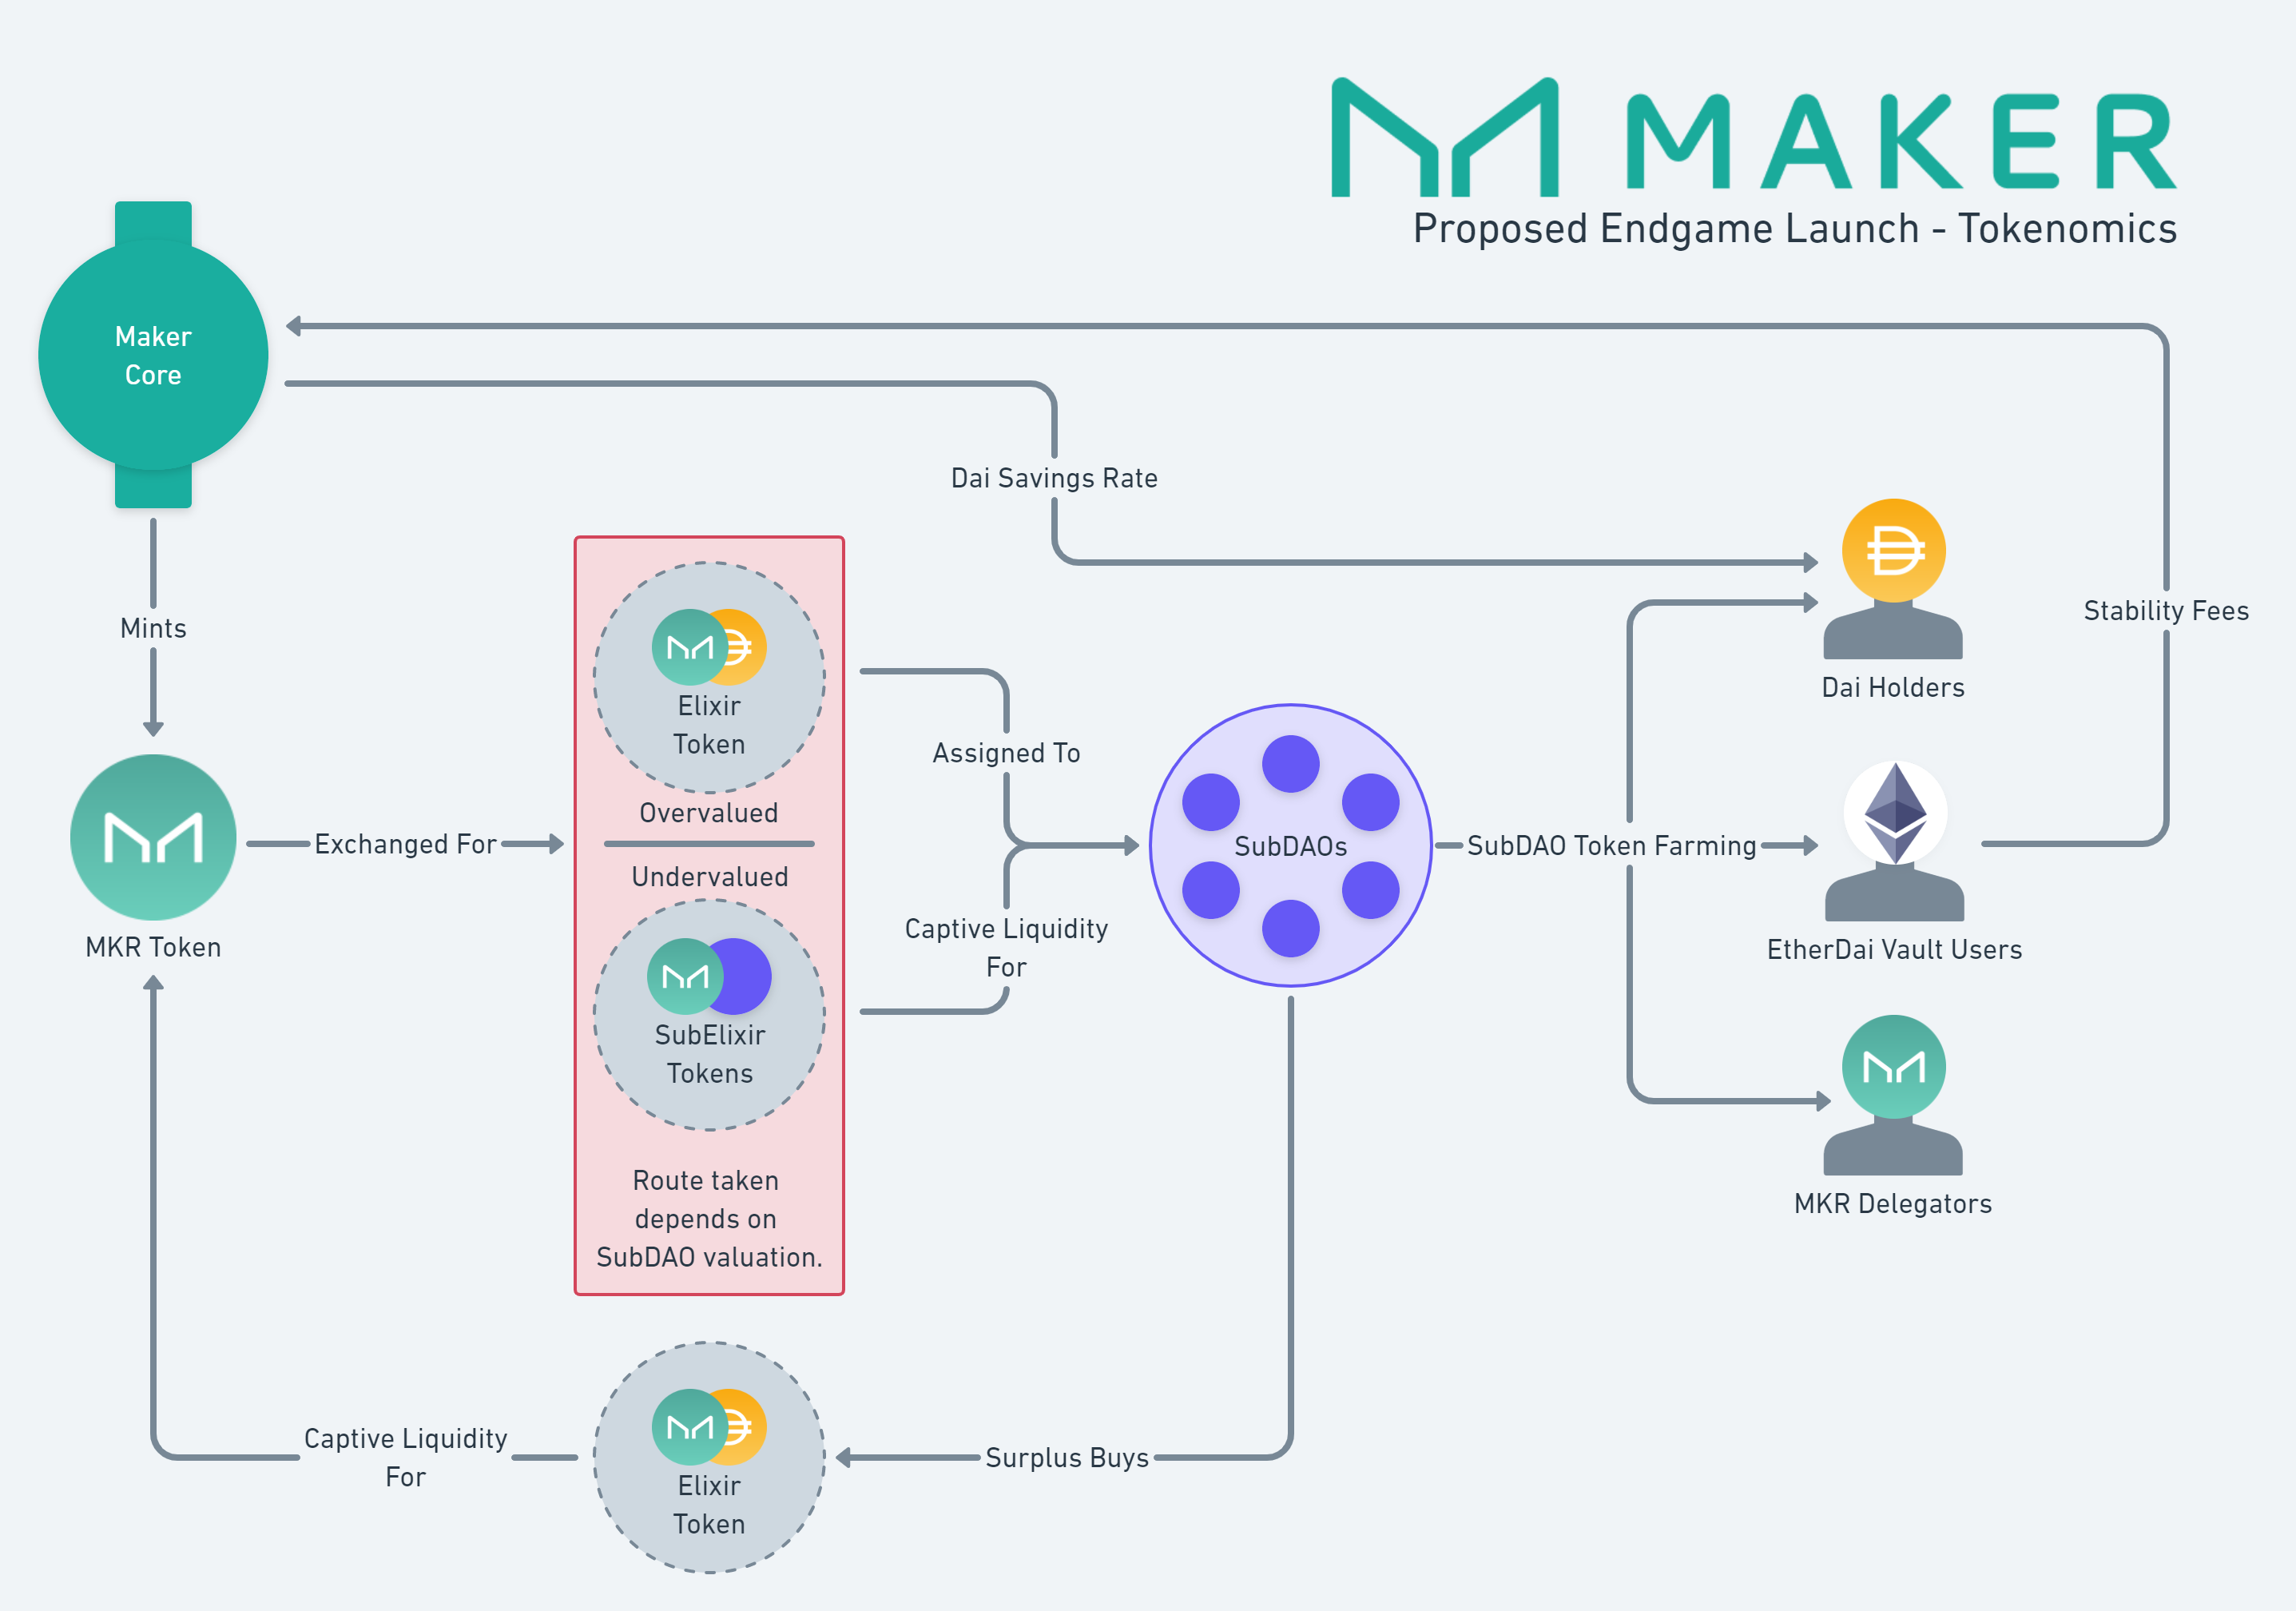 MAKER
Proposed Endgame Launch - Tokenomics
Maker
Core
Dai Savings Rate
Mints
Stability Fees
Dai Holders
Elixir
Token
Assigned To
Overvalued
Exchanged For
SubDAOs
SubDAO Token Farming
Undervalued
MKR Token
Captive Liquidity
For
EtherDai Vault Users
SubElixir
Tokens
Route taken
depends on
SubDAO valuation.
MKR Delegators
Captive Liquidity
For
Surplus Buys
Elixir
Token